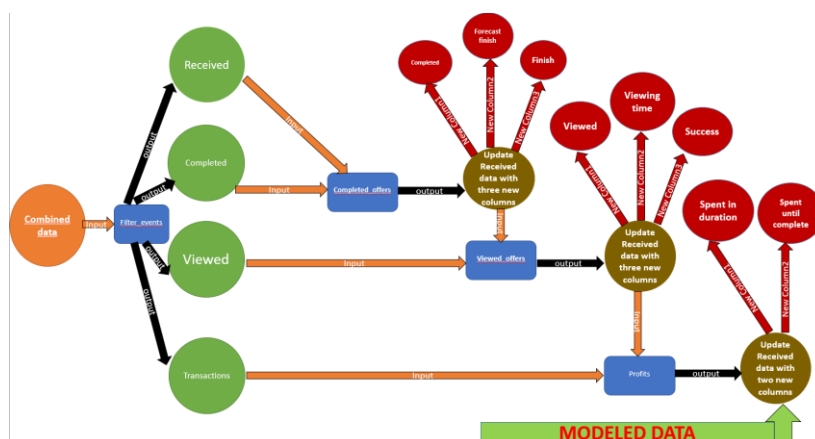 Received
Completed
Viewed
Transactions
Combined
data
Input
Filter_events
output
output
output
output
Input
Input
Input
Input
Completed_offers
output
Update
Received
data with
three new
columns
New Column1
New Column2
New Column3
Completed
Forecast
finish
Finish
Input
Viewed_offers
output
Update
Received
data with
three new
columns
New Column1
New Column2
New Column3
Viewed
Viewing
time
Success
Input
Profits
output
Update
Received
data with
two new
columns
New Column1
New Column2
Spent in
duration
Spent
until
complete
MODELED DATA